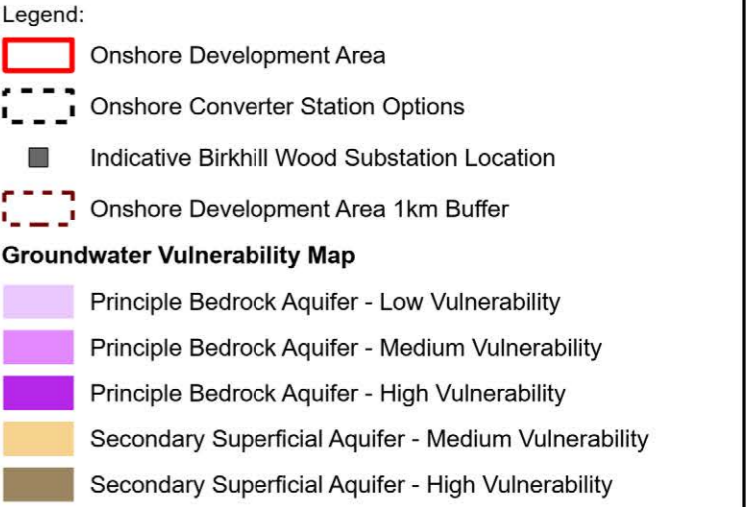 Legend:
Onshore Development Area
Onshore Converter Station Options
Indicative Birkhill Wood Substation Location
Onshore Development Area 1km Buffer
Groundwater Vulnerability Map
Principle Bedrock Aquifer - Low Vulnerability
Principle Bedrock Aquifer - Medium Vulnerability
Principle Bedrock Aquifer - High Vulnerability
Secondary Superficial Aquifer - Medium Vulnerability
Secondary Superficial Aquifer - High Vulnerability